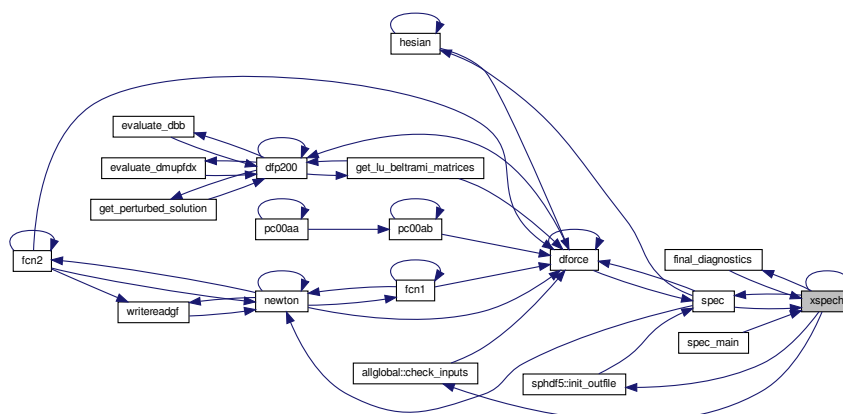 hesian
evaluate_dbb
evaluate_dmupfdx
dfp200
get_lu_beltrami_matrices
get_perturbed_solution
pc00aa
pc00ab
fcn2
dforce
final_diagnostics
newton
fcn1
spec
xspech
writereadgf
spec_main
allglobal::check_inputs
sphdf5::init_outfile